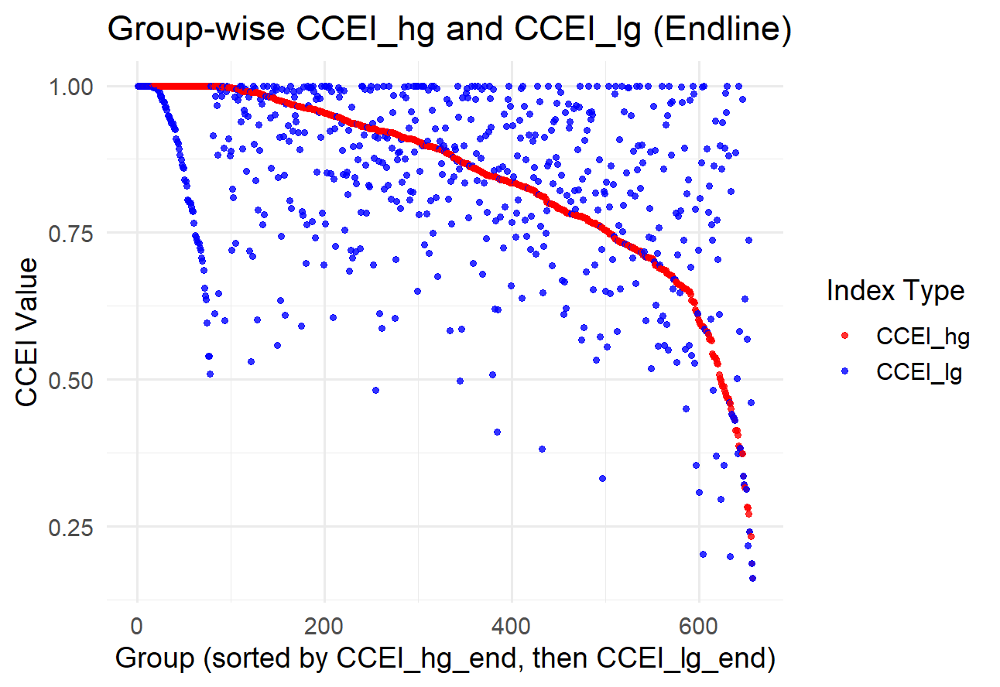 Group-wise CCEI_hg and CCEI_lg (Endline)
1.00
0.75
0.50
0.25
CCEI Value
0 200 400 600
Group (sorted by CCEI_hg_end, then CCEI_lg_end)
Index Type
CCEI_hg
CCEI_lg